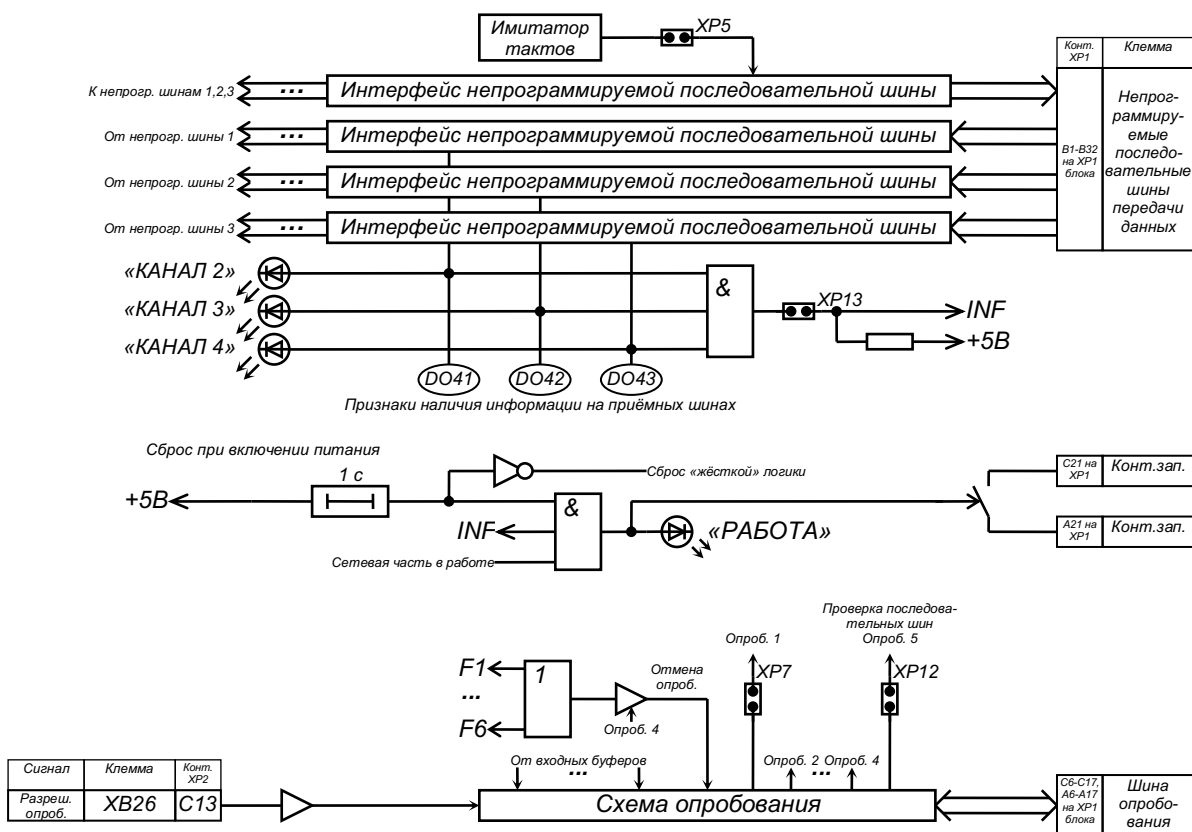 Имитатор
тактов
XP5
Конт.
XP1
Клемма
К непрогр. шинам 1,2,3
...
Интерфейс непрограммируемой последовательной шины
От непрогр. шины 1
...
Интерфейс непрограммируемой последовательной шины
От непрогр. шины 2
...
Интерфейс непрограммируемой последовательной шины
От непрогр. шины 3
...
Интерфейс непрограммируемой последовательной шины
B1-B32
на XP1
блока
Непрог-
раммиру-
емые
последо-
вательные
шины
передачи
данных
«КАНАЛ 2»
«КАНАЛ 3»
«КАНАЛ 4»
&
XP13
INF
+5В
DO41
DO42
DO43
Признаки наличия информации на приёмных шинах
Сброс при включении питания
1 с
+5В
Сброс «жёсткой» логики
&
INF
Сетевая часть в работе
«РАБОТА»
C21 на
XP1
Конт.зап.
A21 на
XP1
Конт.зап.
F1
...
F6
1
Опроб. 4
Отмена
опроб.
Опроб. 1
XP7
Проверка последова-
тельных шин
Опроб. 5
XP12
От входных буферов
...
Опроб. 2
...
Опроб. 4
Сигнал
Клемма
Конт.
XP2
Разреш.
опроб.
XB26
C13
Схема опробования
C6-C17,
A6-A17
на XP1
блока
Шина
опробо-
вания